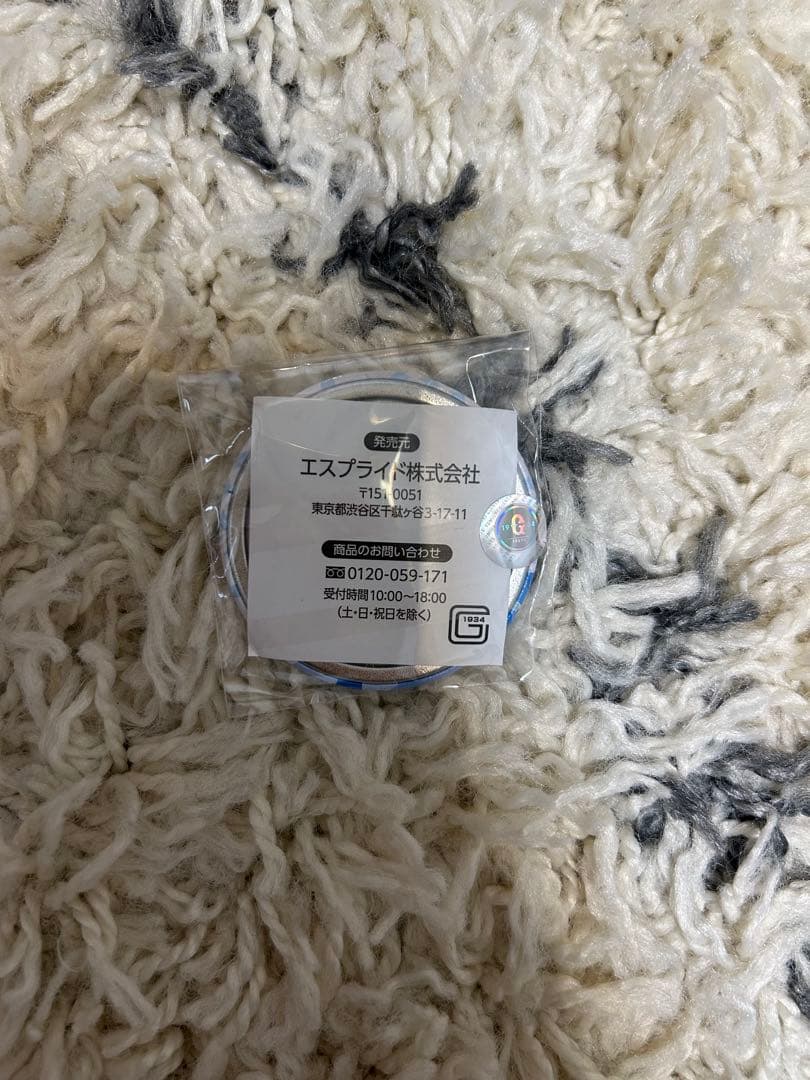 発売元
エスプライド株式会社
〒151-0051
東京都渋谷区千駄ヶ谷3-17-11
商品のお問い合わせ
0120-059-171
受付時間10:00〜18:00
(土・日・祝日を除く)
1934
G